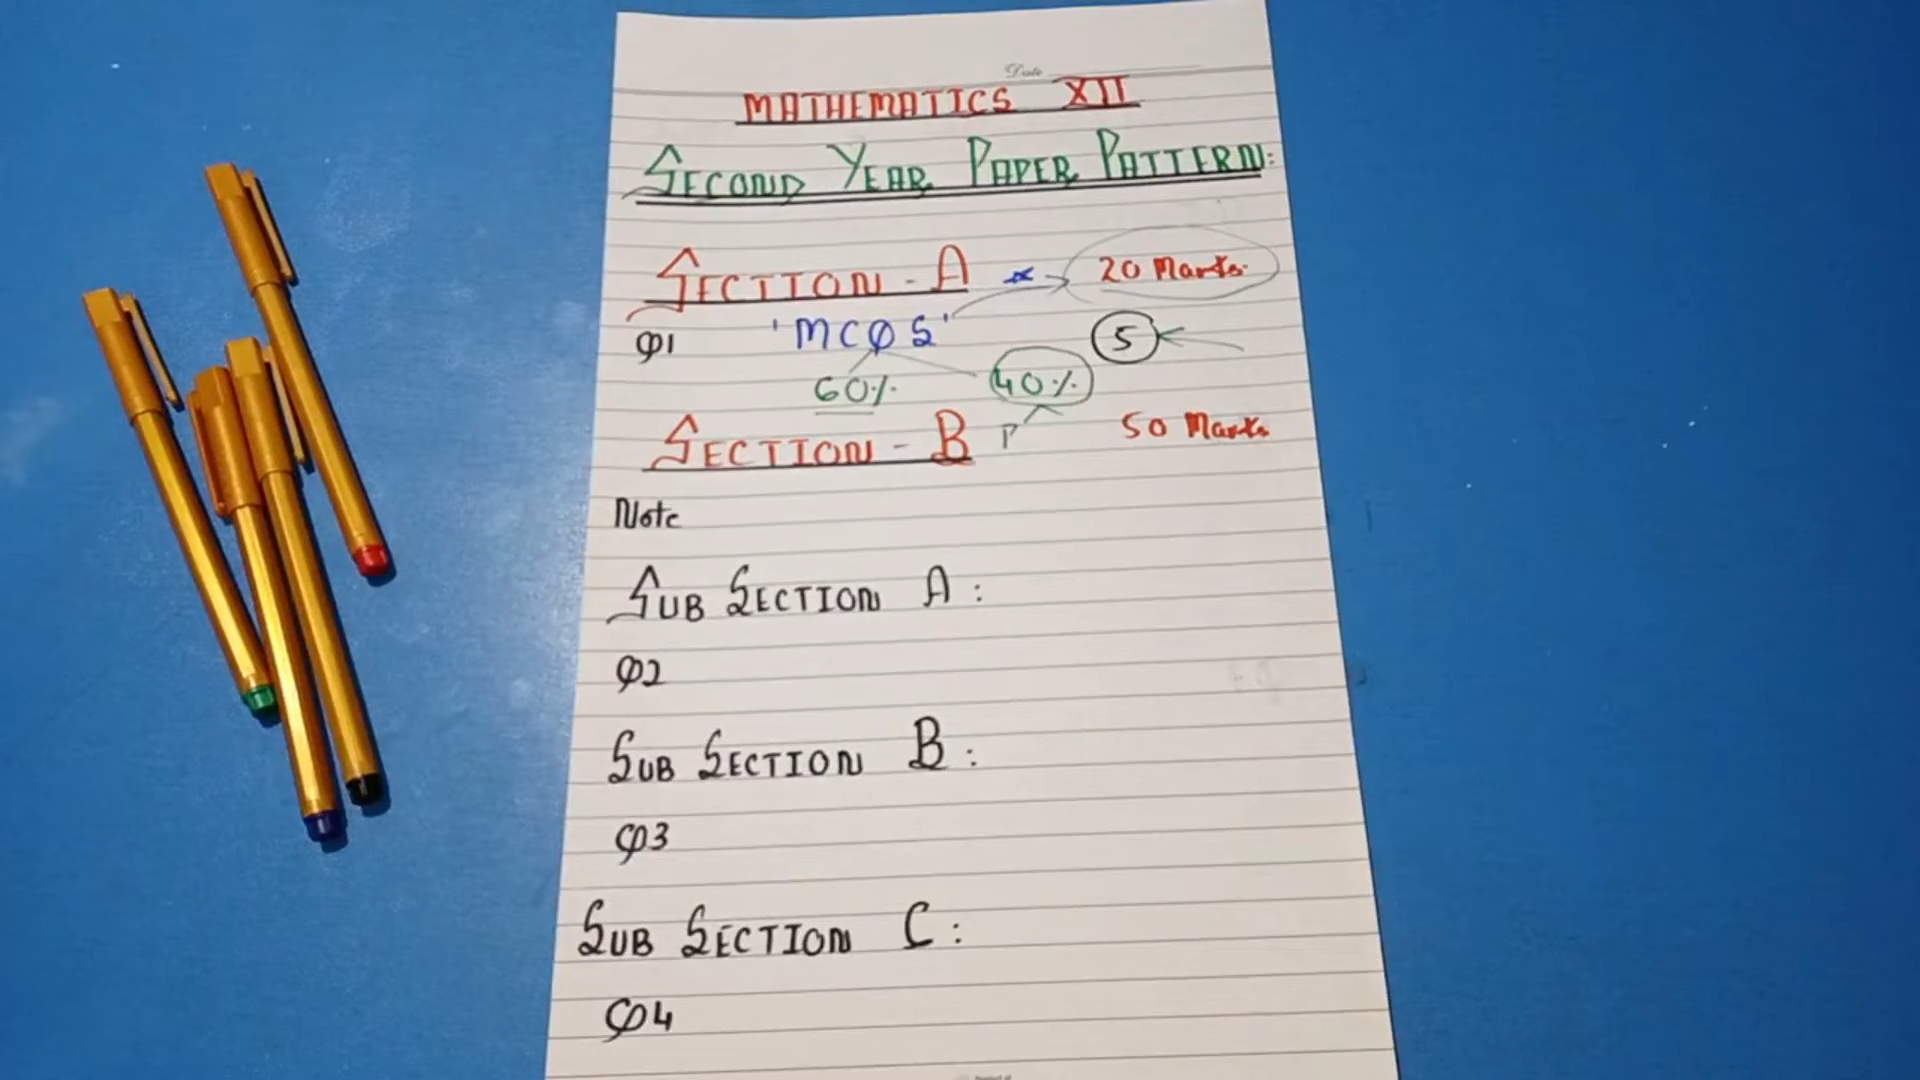 Date
MATHEMATICS XII
SECOND YEAR PAPER PATTERN:
SECTION - A 20 Marks
Q1 'MCQS' 5
60% 40%
SECTION - B P 50 Marks
Note
SUB SECTION A:
Q2
SUB SECTION B:
Q3
SUB SECTION C:
Q4